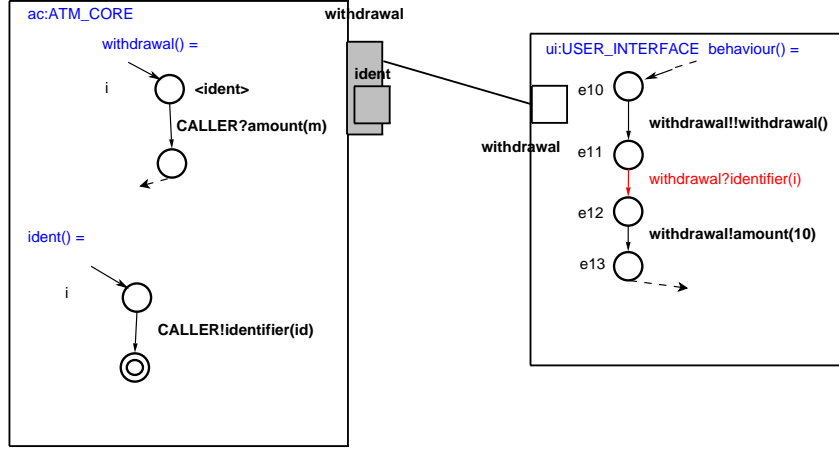 ac:ATM_CORE
withdrawal() =
i
<ident>
CALLER?amount(m)
ident() =
i
CALLER!identifier(id)
withdrawal
ident
withdrawal
ui:USER_INTERFACE behaviour() =
e10
withdrawal!!withdrawal()
e11
withdrawal?identifier(i)
e12
withdrawal!amount(10)
e13